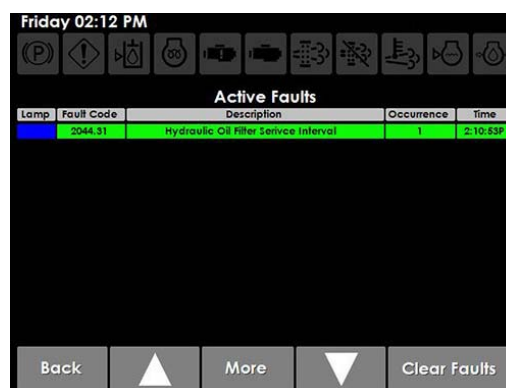 Friday 02:12 PM
(P)
Active Faults
Lamp Fault Code Description Occurrence Time
2044.31 Hydraulic Oil Filter Serivce Interval 1 2:10:53P
Back More Clear Faults